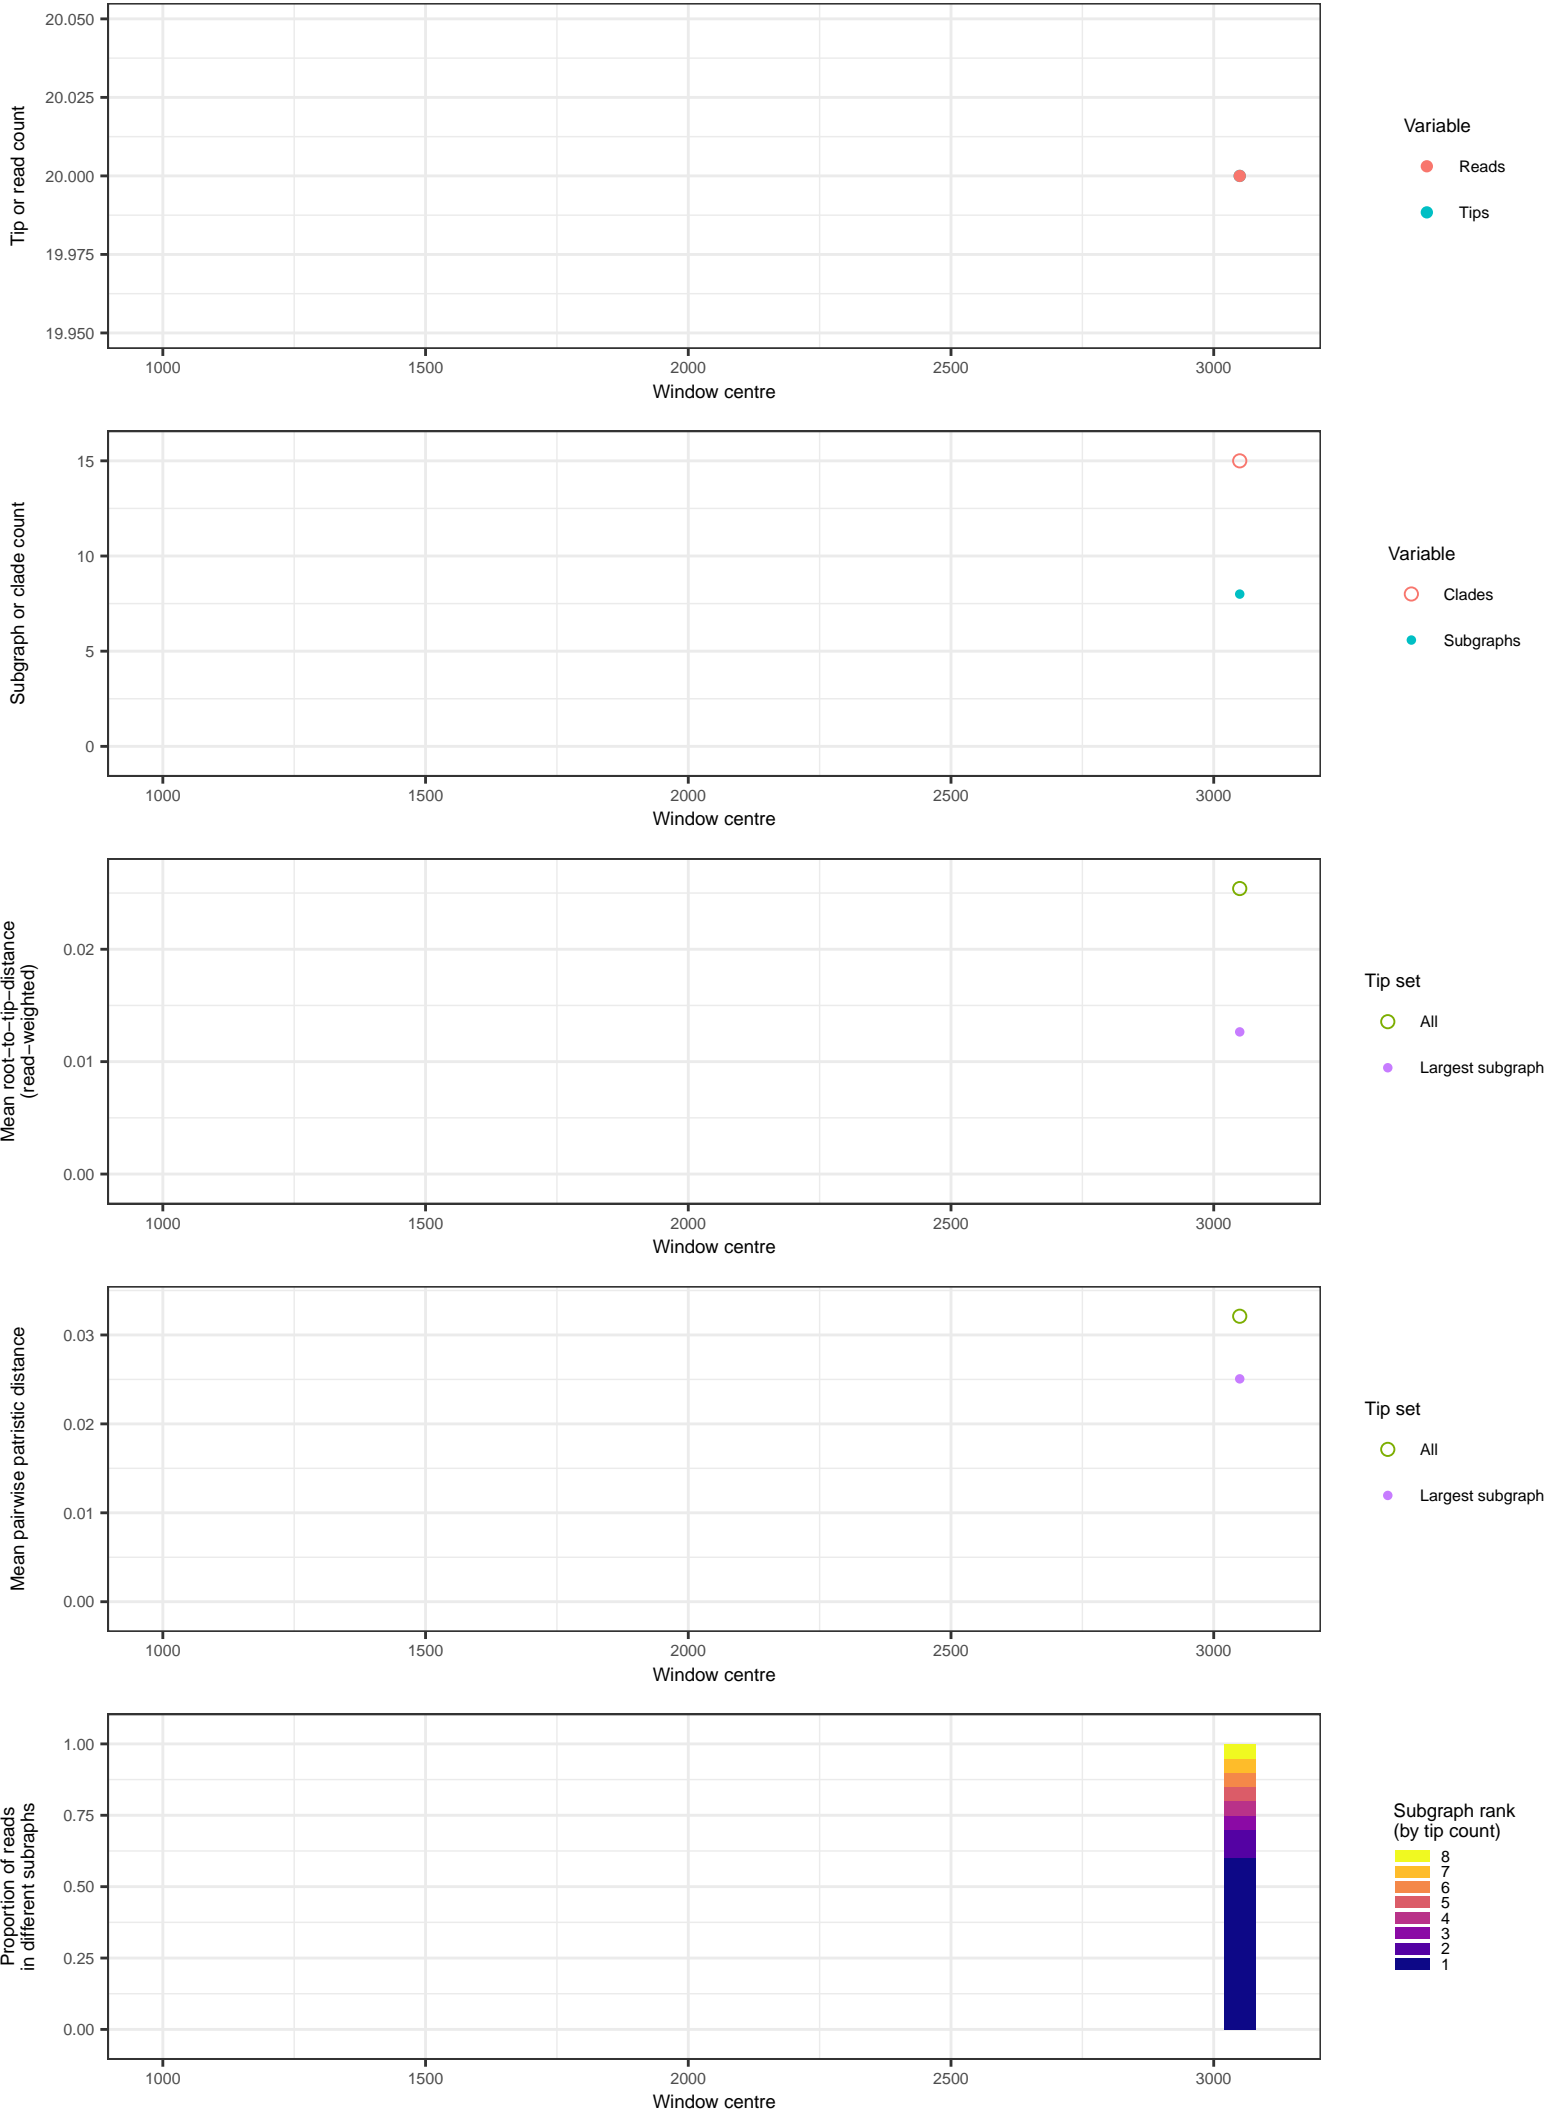 20.050
20.025
20.000
19.975
19.950
Tip or read count
1000 1500 2000 2500 3000
Window centre
Variable
Reads
Tips
15
10
5
0
Subgraph or clade count
1000 1500 2000 2500 3000
Window centre
Variable
Clades
Subgraphs
0.02
0.01
0.00
Mean root−to−tip−distance
(read−weighted)
1000 1500 2000 2500 3000
Window centre
Tip set
All
Largest subgraph
0.03
0.02
0.01
0.00
Mean pairwise patristic distance
1000 1500 2000 2500 3000
Window centre
Tip set
All
Largest subgraph
1.00
0.75
0.50
0.25
0.00
Proportion of reads
in different subraphs
1000 1500 2000 2500 3000
Window centre
Subgraph rank
(by tip count)
8
7
6
5
4
3
2
1